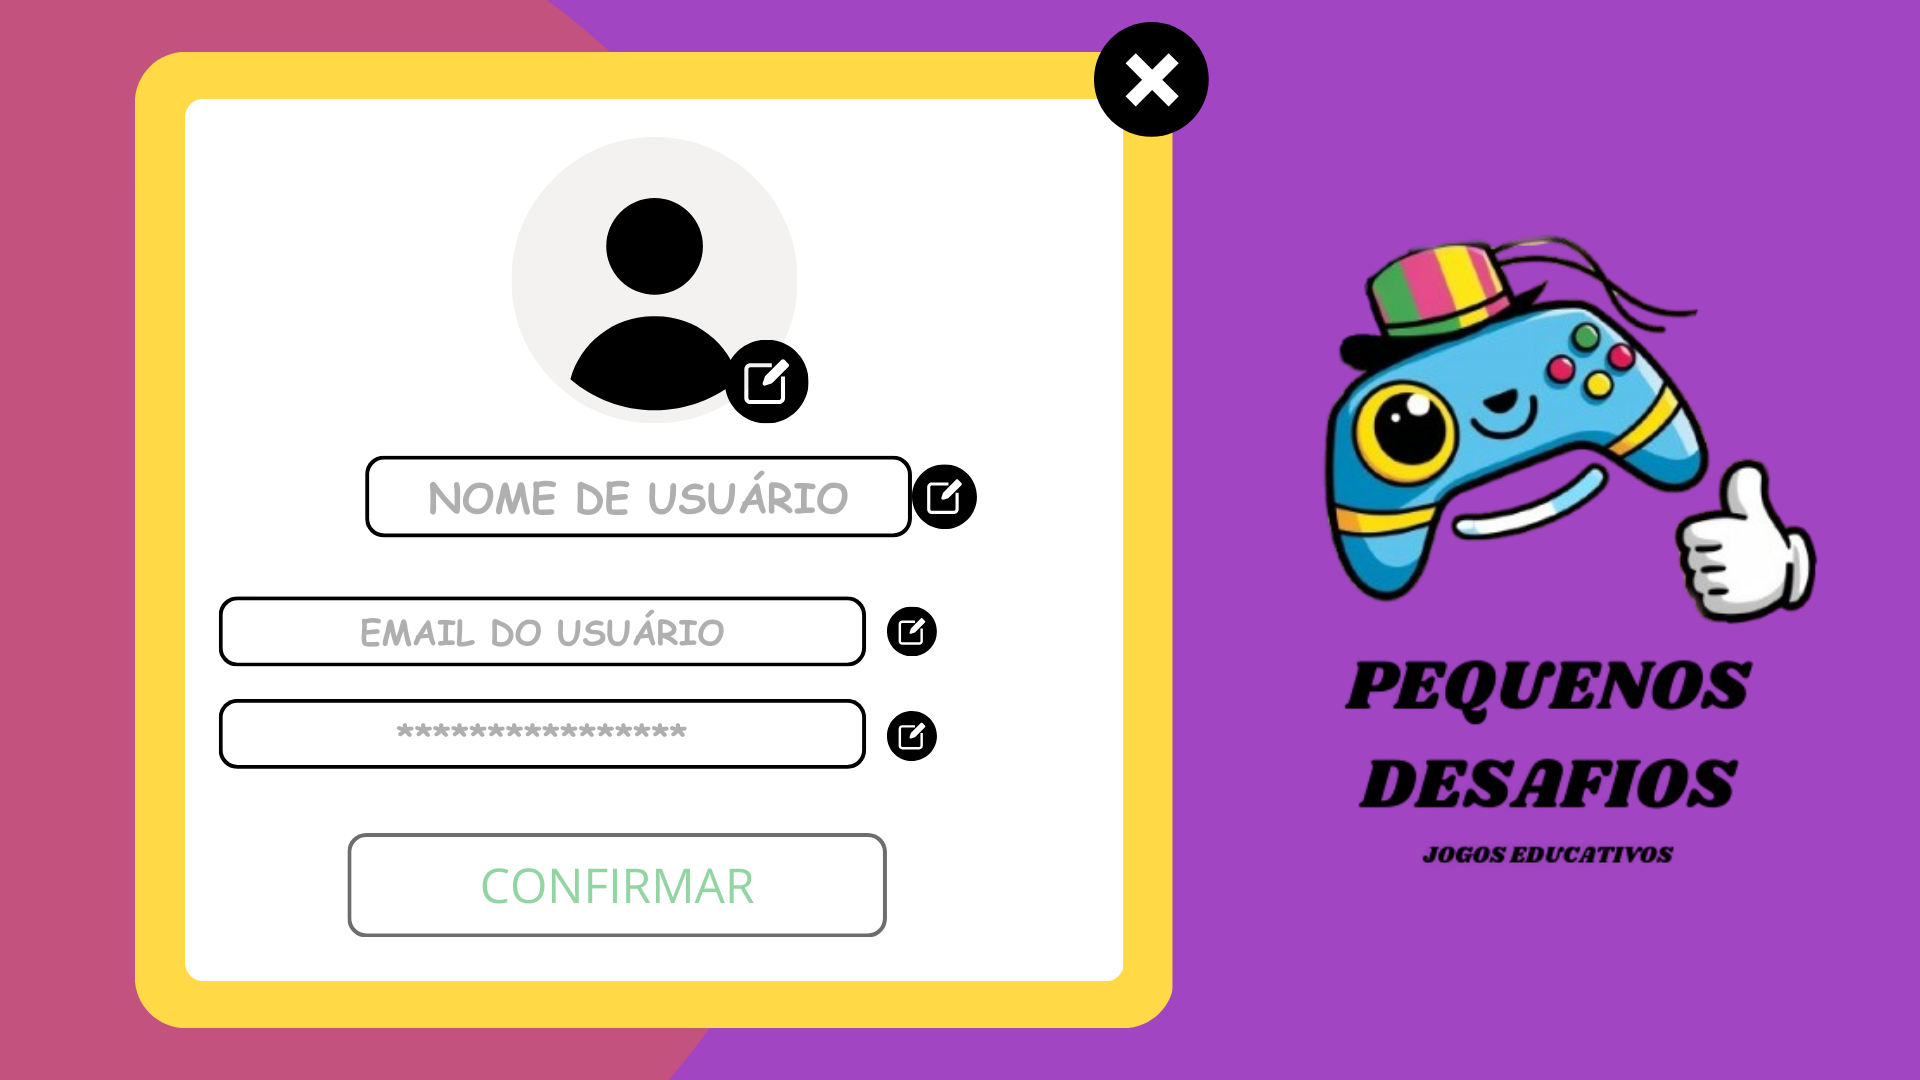 NOME DE USUÁRIO
EMAIL DO USUÁRIO
****************
CONFIRMAR
PEQUENOS
DESAFIOS
JOGOS EDUCATIVOS